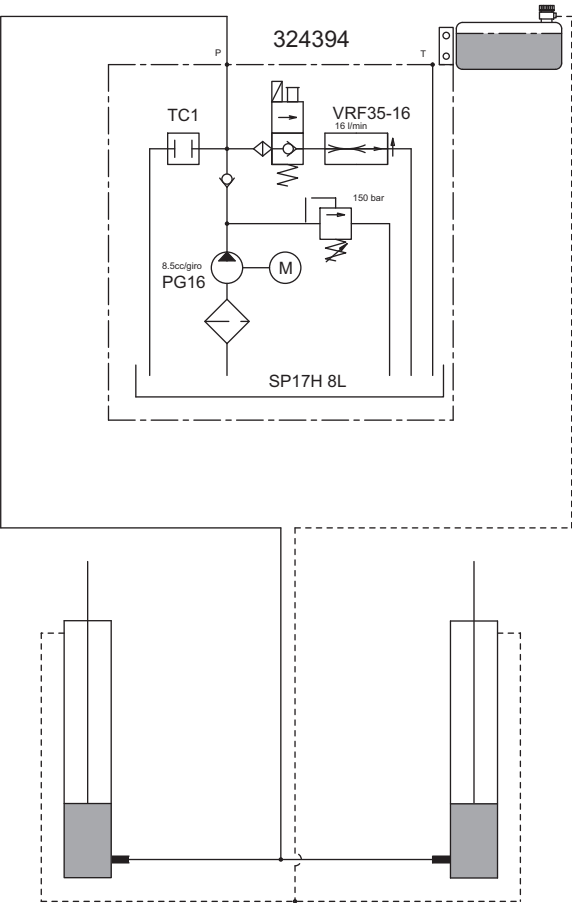 324394
P
T
TC1
VRF35-16
16 l/min
150 bar
8.5cc/giro
PG16
M
SP17H 8L